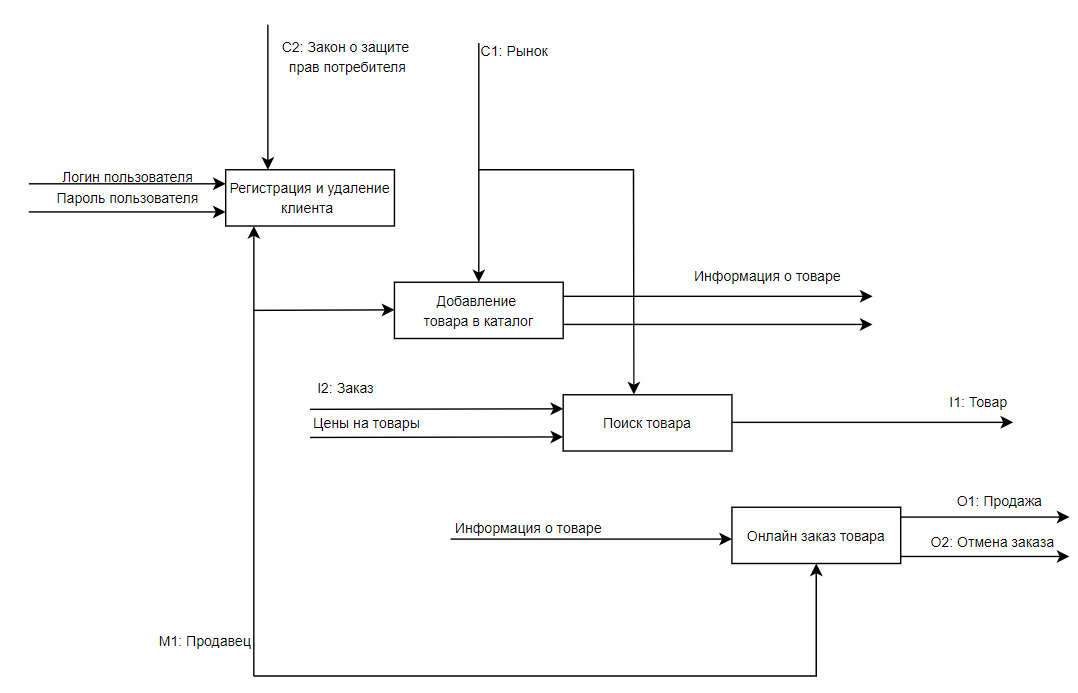 C2: Закон о защите
прав потребителя
C1: Рынок
Логин пользователя
Пароль пользователя
Регистрация и удаление
клиента
Информация о товаре
Добавление
товара в каталог
I2: Заказ
Цены на товары
Поиск товара
I1: Товар
Информация о товаре
Онлайн заказ товара
O1: Продажа
O2: Отмена заказа
M1: Продавец